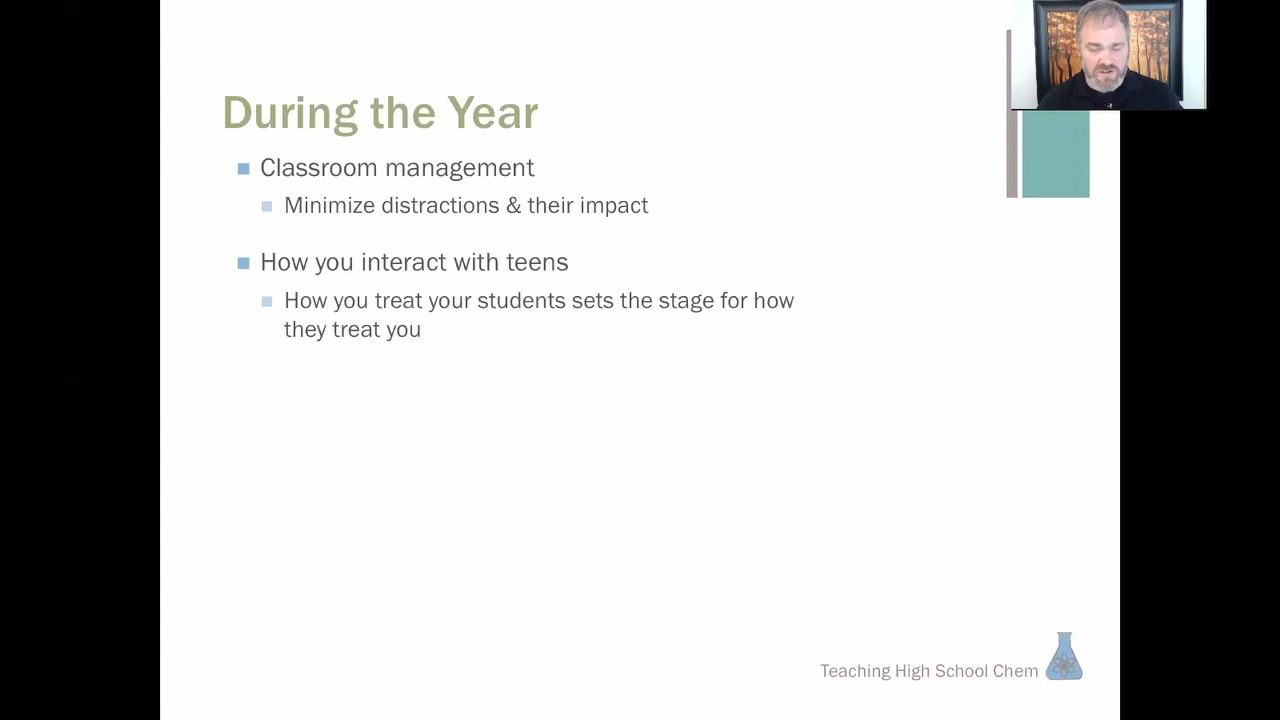 During the Year
Classroom management
Minimize distractions & their impact
How you interact with teens
How you treat your students sets the stage for how
they treat you
Teaching High School Chem